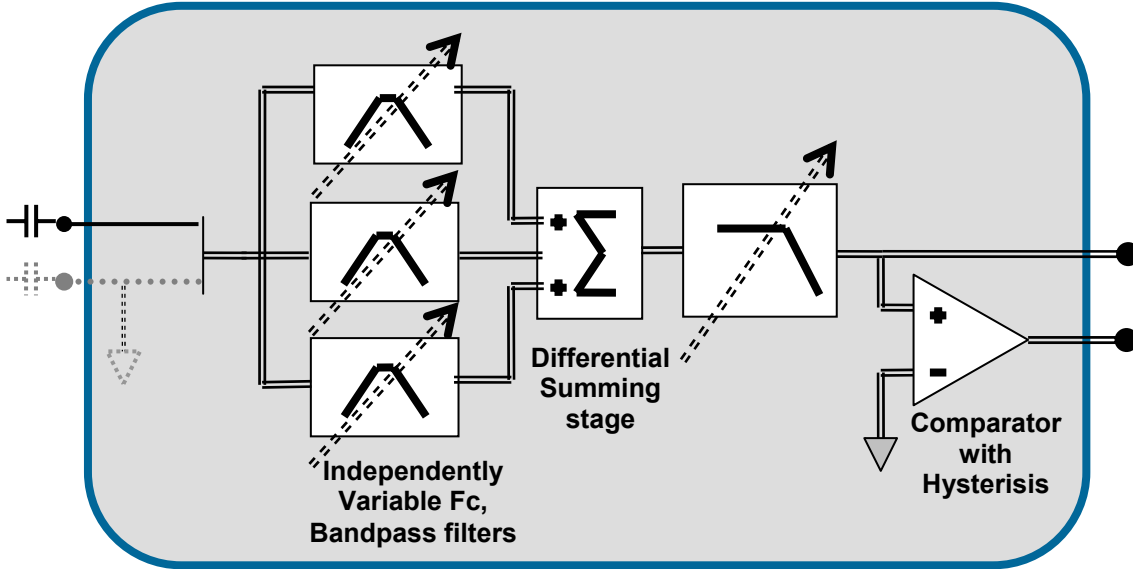 Differential
Summing
stage
Comparator
with
Hysterisis
Independently
Variable Fc,
Bandpass filters